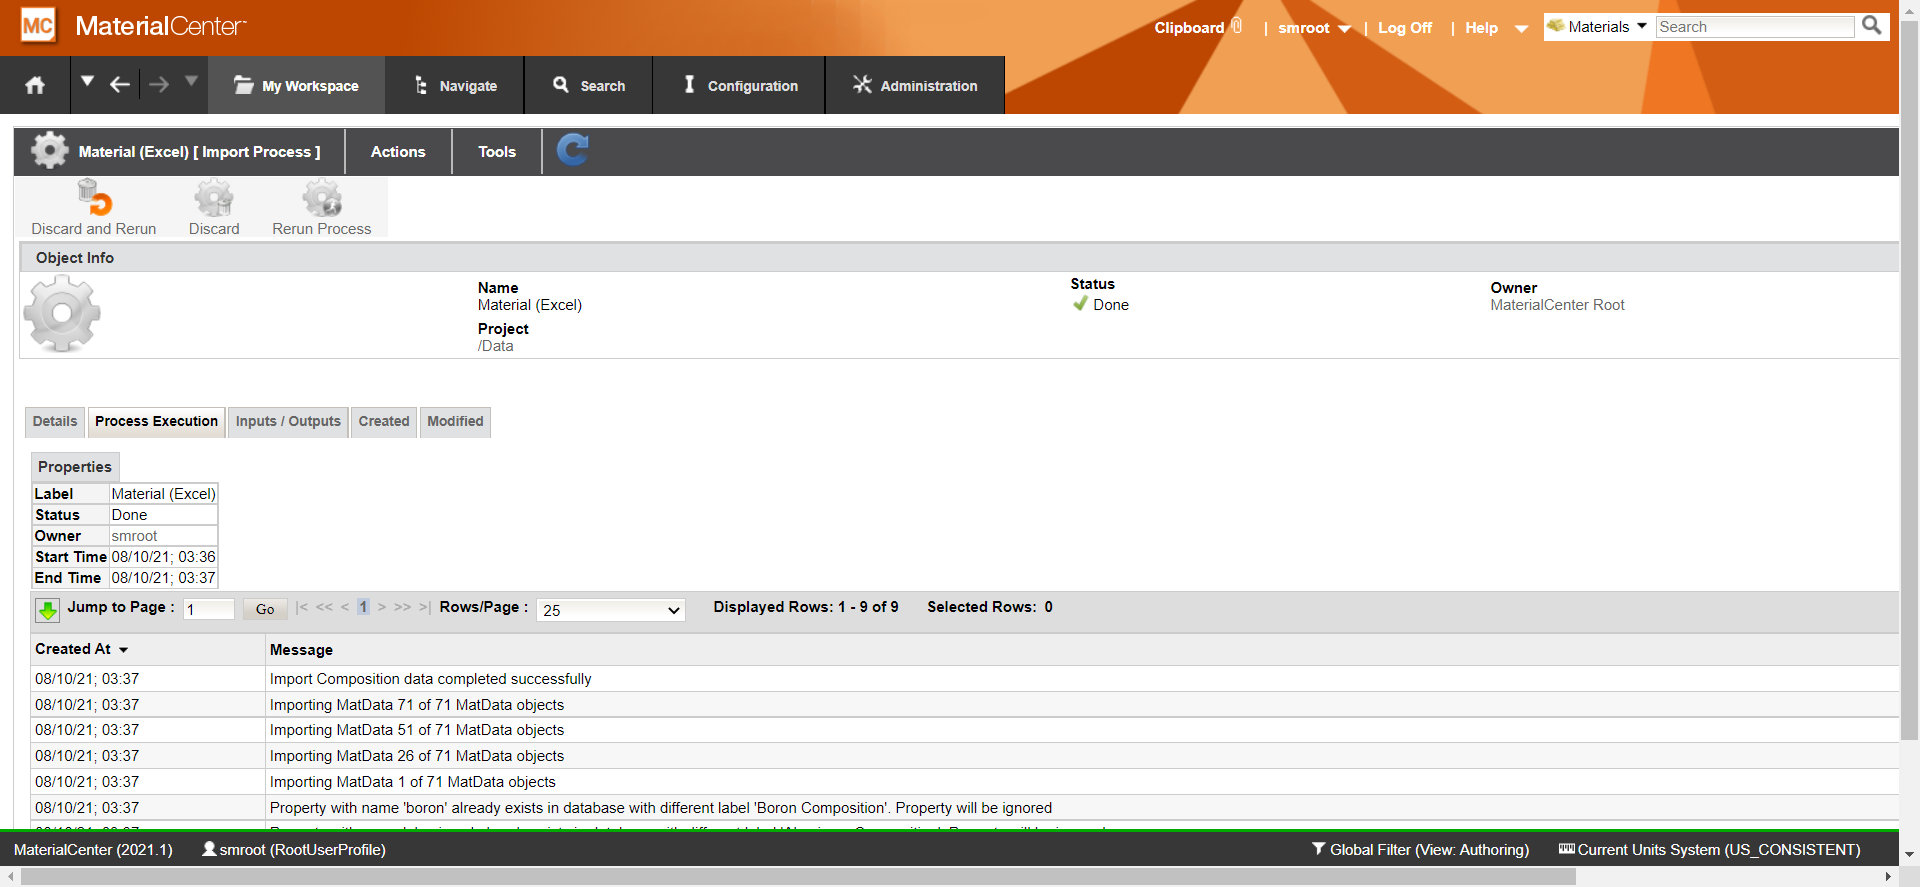 MC MaterialCenter
Clipboard | smroot | Log Off | Help Materials Search
My Workspace Navigate Search Configuration Administration
Material (Excel) [ Import Process ] Actions Tools
Discard and Rerun Discard Rerun Process
Object Info
Name
Material (Excel)
Project
/Data
Status
Done
Owner
MaterialCenter Root
Details Process Execution Inputs / Outputs Created Modified
Properties
Label Material (Excel)
Status Done
Owner smroot
Start Time 08/10/21; 03:36
End Time 08/10/21; 03:37
Jump to Page : 1 Go |< << < 1 > >> >| Rows/Page : 25 Displayed Rows: 1 - 9 of 9 Selected Rows: 0
Created At Message
08/10/21; 03:37 Import Composition data completed successfully
08/10/21; 03:37 Importing MatData 71 of 71 MatData objects
08/10/21; 03:37 Importing MatData 51 of 71 MatData objects
08/10/21; 03:37 Importing MatData 26 of 71 MatData objects
08/10/21; 03:37 Importing MatData 1 of 71 MatData objects
08/10/21; 03:37 Property with name 'boron' already exists in database with different label 'Boron Composition'. Property will be ignored
MaterialCenter (2021.1) smroot (RootUserProfile) Global Filter (View: Authoring) Current Units System (US_CONSISTENT)